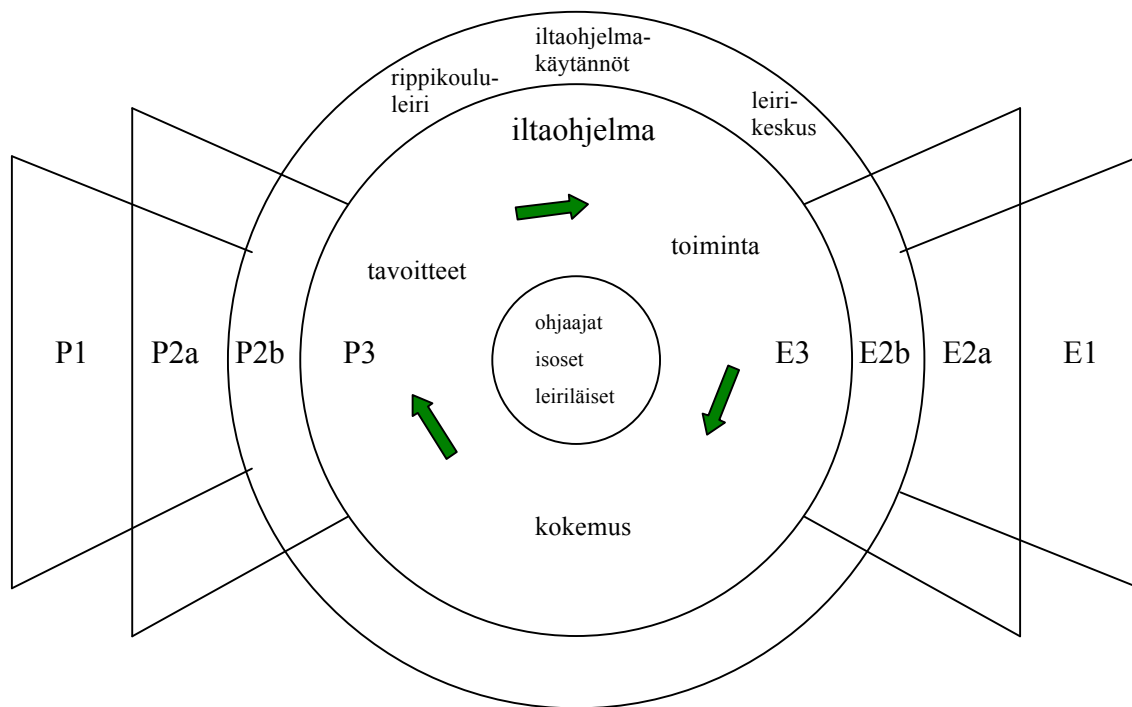 iltaohjelma-
käytännöt
rippikoulu-
leiri
leiri-
keskus
iltaohjelma
toiminta
tavoitteet
ohjaajat
isoset
leiriläiset
P1
P2a
P2b
P3
E3
E2b
E2a
E1
kokemus